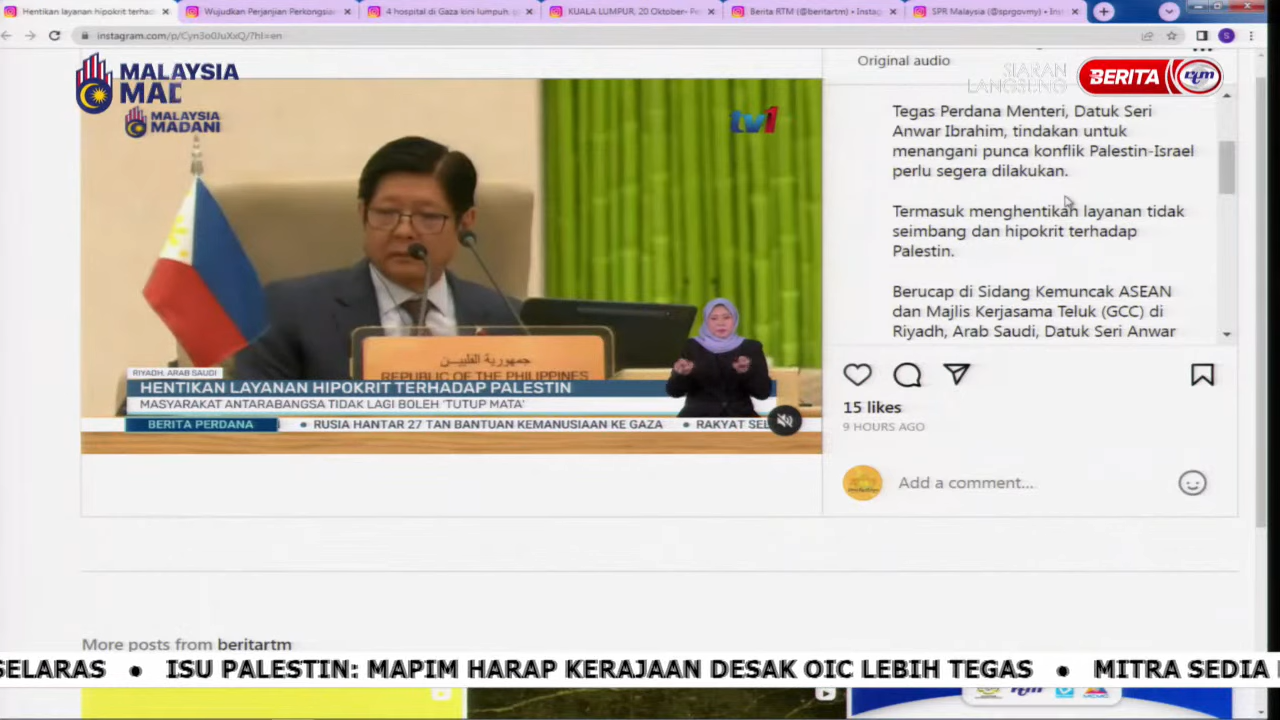 Hentikan layanan hipokrit terhad
Wujudkan Perjanjian Perkongsia
4 hospital di Gaza kini lumpuh,
KUALA LUMPUR, 20 Oktober- Pe
Berita RTM (@beritartm) • Instag
SPR Malaysia (@sprgovmy) • Ins
instagram.com/p/Cyn3o0JuXxQ/?hl=en
S
MALAYSIA
MAD
MALAYSIA
MADANI
tv1
SIARAN
LANGSUNG
BERITA rtm
Original audio
Tegas Perdana Menteri, Datuk Seri
Anwar Ibrahim, tindakan untuk
menangani punca konflik Palestin-Israel
perlu segera dilakukan.
Termasuk menghentikan layanan tidak
seimbang dan hipokrit terhadap
Palestin.
Berucap di Sidang Kemuncak ASEAN
dan Majlis Kerjasama Teluk (GCC) di
Riyadh, Arab Saudi, Datuk Seri Anwar
جمهورية الفلبين
REPUBLIC OF THE PHILIPPINES
RIYADH, ARAB SAUDI
HENTIKAN LAYANAN HIPOKRIT TERHADAP PALESTIN
MASYARAKAT ANTARABANGSA TIDAK LAGI BOLEH 'TUTUP MATA'
BERITA PERDANA • RUSIA HANTAR 27 TAN BANTUAN KEMANUSIAAN KE GAZA • RAKYAT SEL
15 likes
9 HOURS AGO
Add a comment...
More posts from beritartm
SELARAS • ISU PALESTIN: MAPIM HARAP KERAJAAN DESAK OIC LEBIH TEGAS • MITRA SEDIA